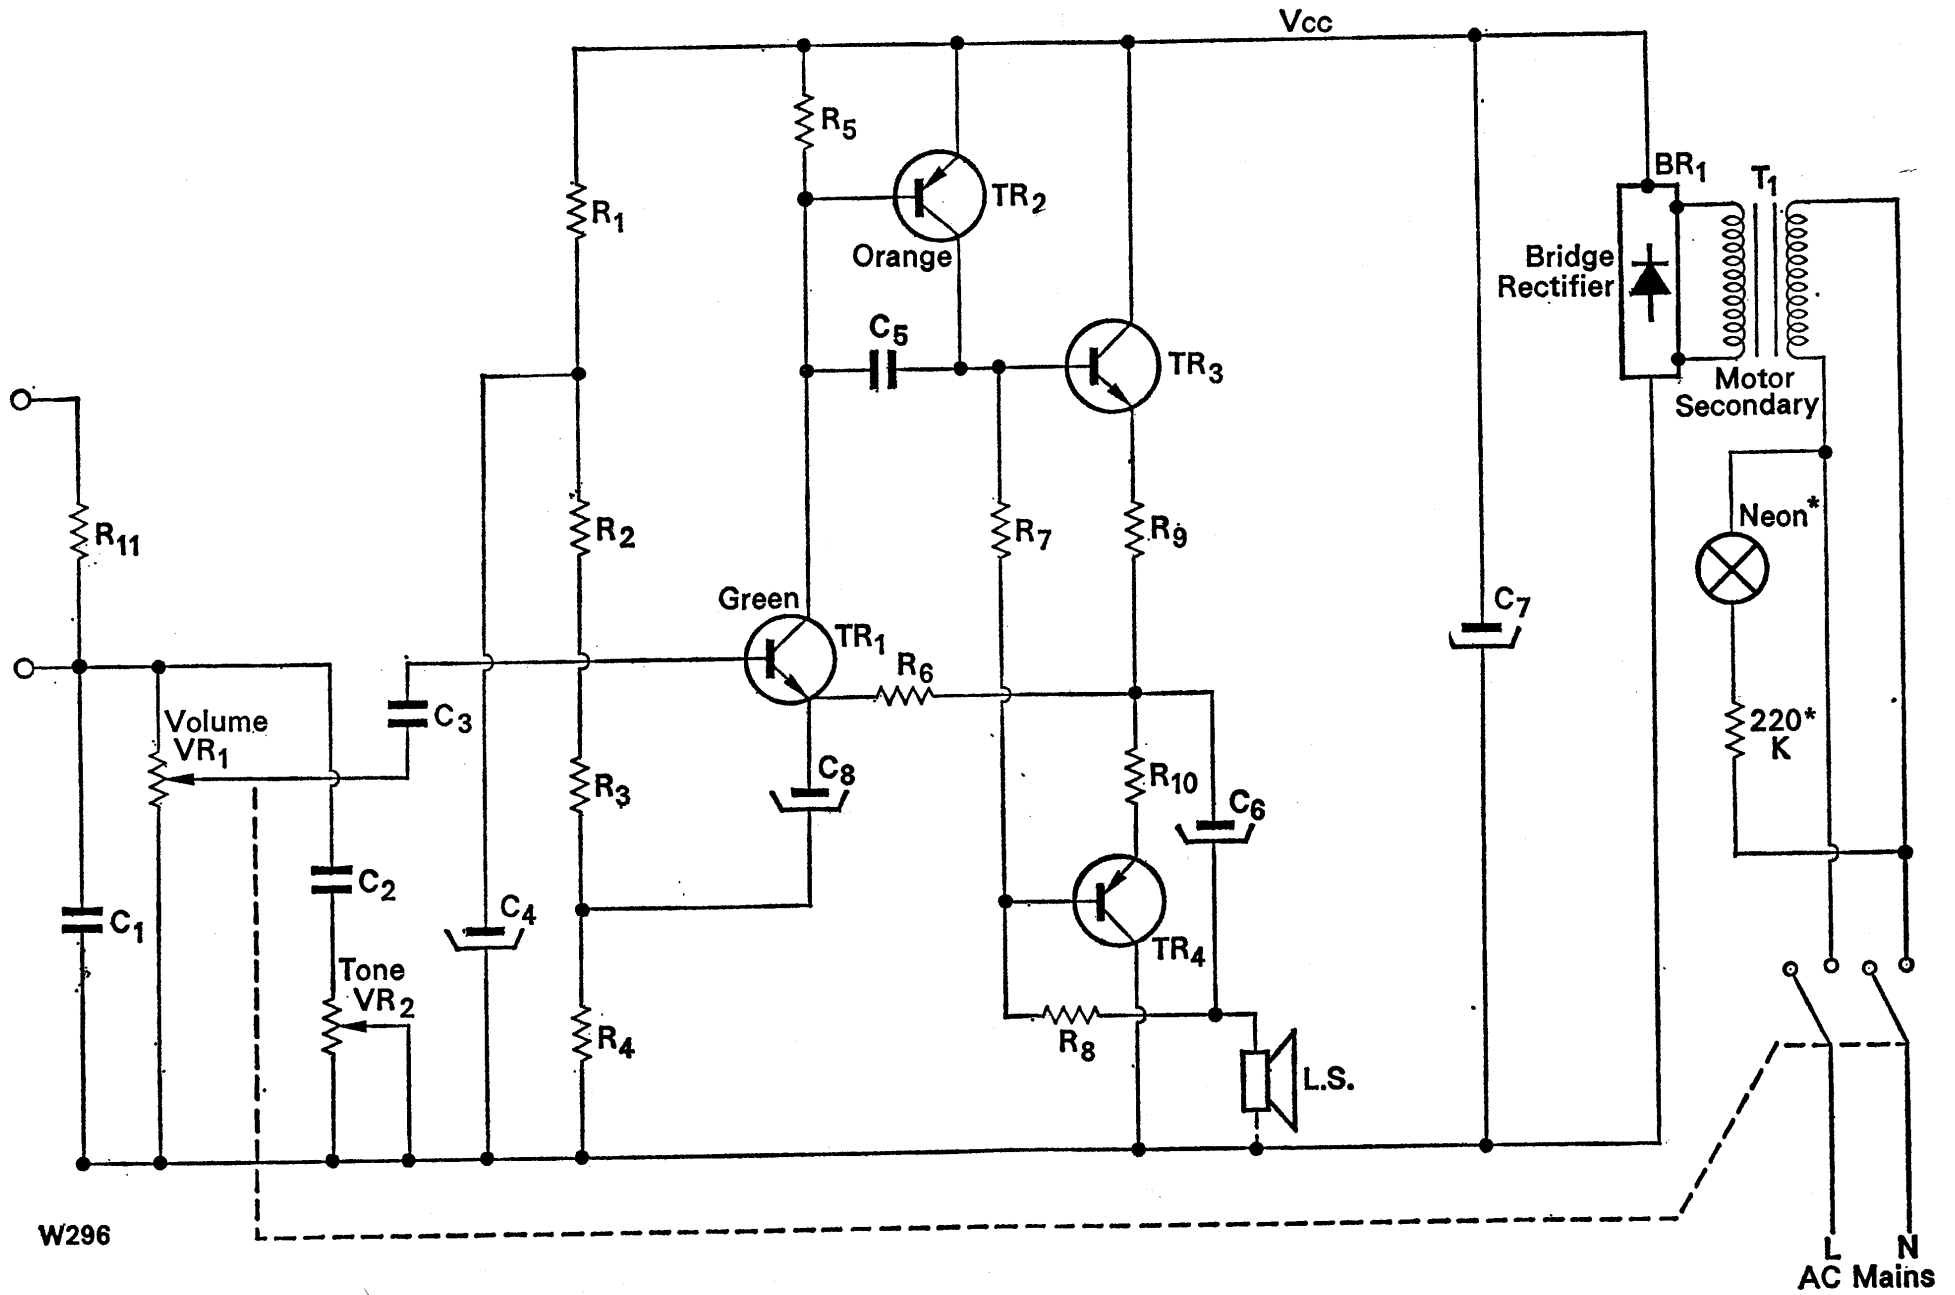 Vcc
R5
BR1
T1
TR2
R1
Orange
Bridge
Rectifier
C5
TR3
Motor
Secondary
Neon*
R11
R2
R7
R9
Green
C7
TR1
R6
Volume
VR1
C3
220*
K
C8
R3
R10
C6
C2
C1
C4
TR4
Tone
VR2
R4
R8
L.S.
W296
L
N
AC Mains